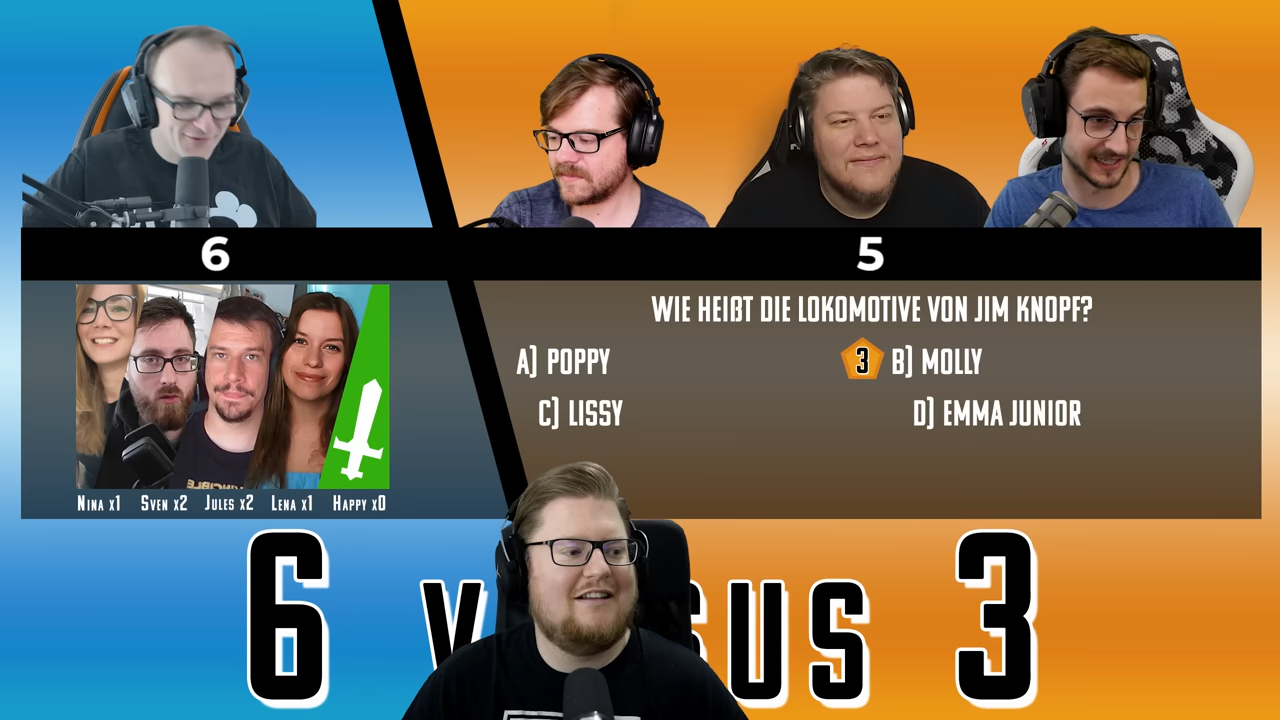 6
5
WIE HEIẞT DIE LOKOMOTIVE VON JIM KNOPF?
A) POPPY
3 B) MOLLY
C) LISSY
D) EMMA JUNIOR
NINA X1 SVEN X2 JULES X2 LENA X1 HAPPY X0
6 V SUS 3